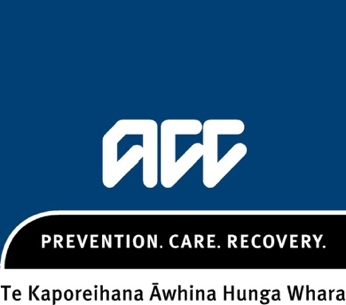 acc
PREVENTION. CARE. RECOVERY.
Te Kaporeihana Āwhina Hunga Whara